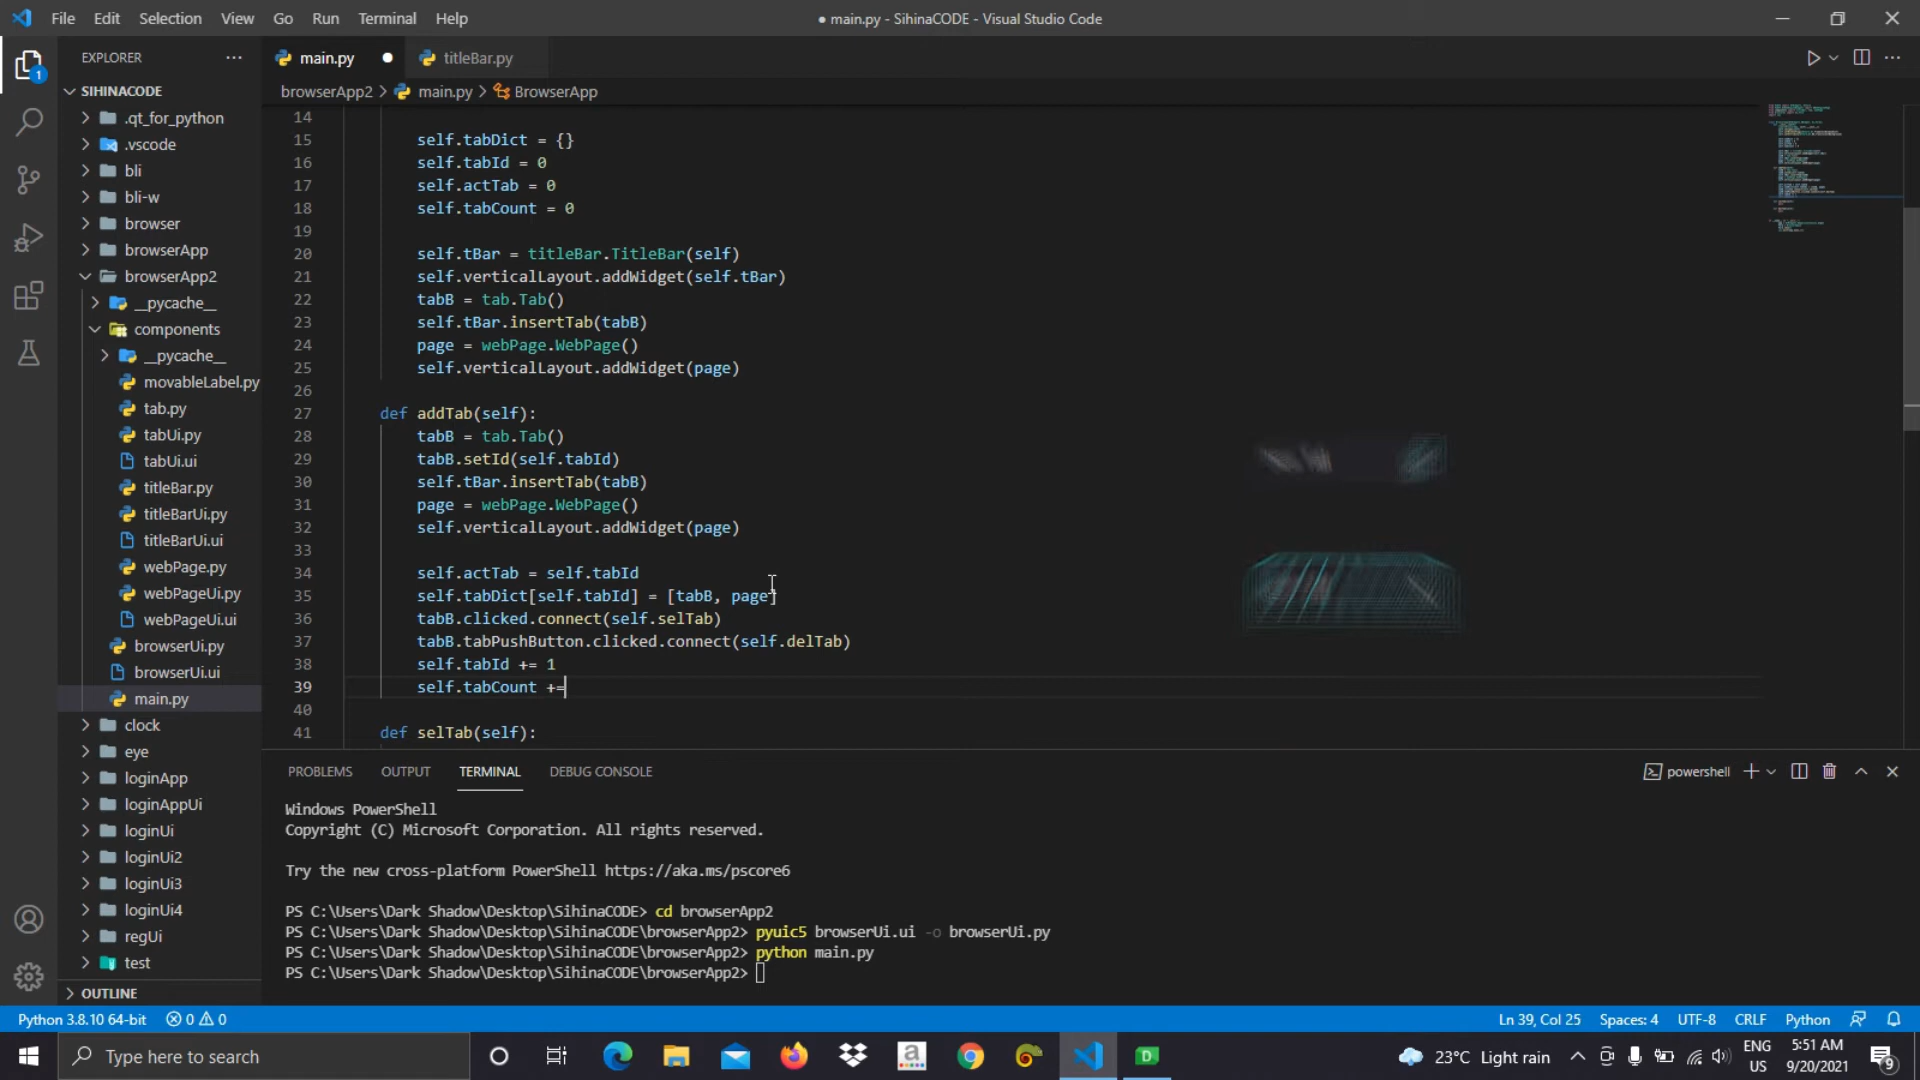 File Edit Selection View Go Run Terminal Help
● main.py - SihinaCODE - Visual Studio Code
EXPLORER ...
main.py ●
titleBar.py
1
SIHINACODE
browserApp2 > main.py > BrowserApp
.qt_for_python
.vscode
bli
bli-w
browser
browserApp
browserApp2
__pycache__
components
__pycache__
movableLabel.py
tab.py
tabUi.py
tabUi.ui
titleBar.py
titleBarUi.py
titleBarUi.ui
webPage.py
webPageUi.py
webPageUi.ui
browserUi.py
browserUi.ui
main.py
clock
eye
loginApp
loginAppUi
loginUi
loginUi2
loginUi3
loginUi4
regUi
test
OUTLINE
14
15 self.tabDict = {}
16 self.tabId = 0
17 self.actTab = 0
18 self.tabCount = 0
19
20 self.tBar = titleBar.TitleBar(self)
21 self.verticalLayout.addWidget(self.tBar)
22 tabB = tab.Tab()
23 self.tBar.insertTab(tabB)
24 page = webPage.WebPage()
25 self.verticalLayout.addWidget(page)
26
27 def addTab(self):
28 tabB = tab.Tab()
29 tabB.setId(self.tabId)
30 self.tBar.insertTab(tabB)
31 page = webPage.WebPage()
32 self.verticalLayout.addWidget(page)
33
34 self.actTab = self.tabId
35 self.tabDict[self.tabId] = [tabB, page]
36 tabB.clicked.connect(self.selTab)
37 tabB.tabPushButton.clicked.connect(self.delTab)
38 self.tabId += 1
39 self.tabCount +=
40
41 def selTab(self):
PROBLEMS OUTPUT TERMINAL DEBUG CONSOLE
powershell
Windows PowerShell
Copyright (C) Microsoft Corporation. All rights reserved.
Try the new cross-platform PowerShell https://aka.ms/pscore6
PS C:\Users\Dark Shadow\Desktop\SihinaCODE> cd browserApp2
PS C:\Users\Dark Shadow\Desktop\SihinaCODE\browserApp2> pyuic5 browserUi.ui -o browserUi.py
PS C:\Users\Dark Shadow\Desktop\SihinaCODE\browserApp2> python main.py
PS C:\Users\Dark Shadow\Desktop\SihinaCODE\browserApp2>
Python 3.8.10 64-bit 0 0
Ln 39, Col 25 Spaces: 4 UTF-8 CRLF Python
Type here to search
a
D
23°C Light rain
ENG
US
5:51 AM
9/20/2021
9